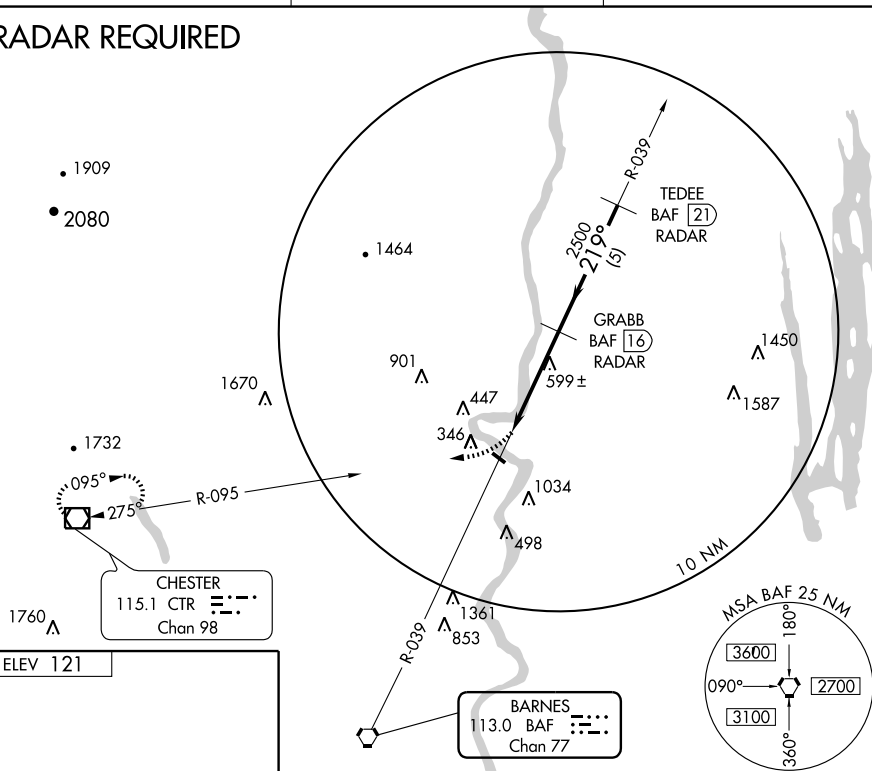 RADAR REQUIRED
1909
2080
1464
R-039
TEDEE
BAF 21
RADAR
2500
219°
(5)
GRABB
BAF 16
RADAR
1450
1587
599±
901
447
346
1670
1732
095°
275°
R-095
1034
498
10 NM
CHESTER
115.1 CTR
Chan 98
1760
1361
853
R-039
ELEV 121
BARNES
113.0 BAF
Chan 77
MSA BAF 25 NM
180°
3600
090°
2700
3100
360°